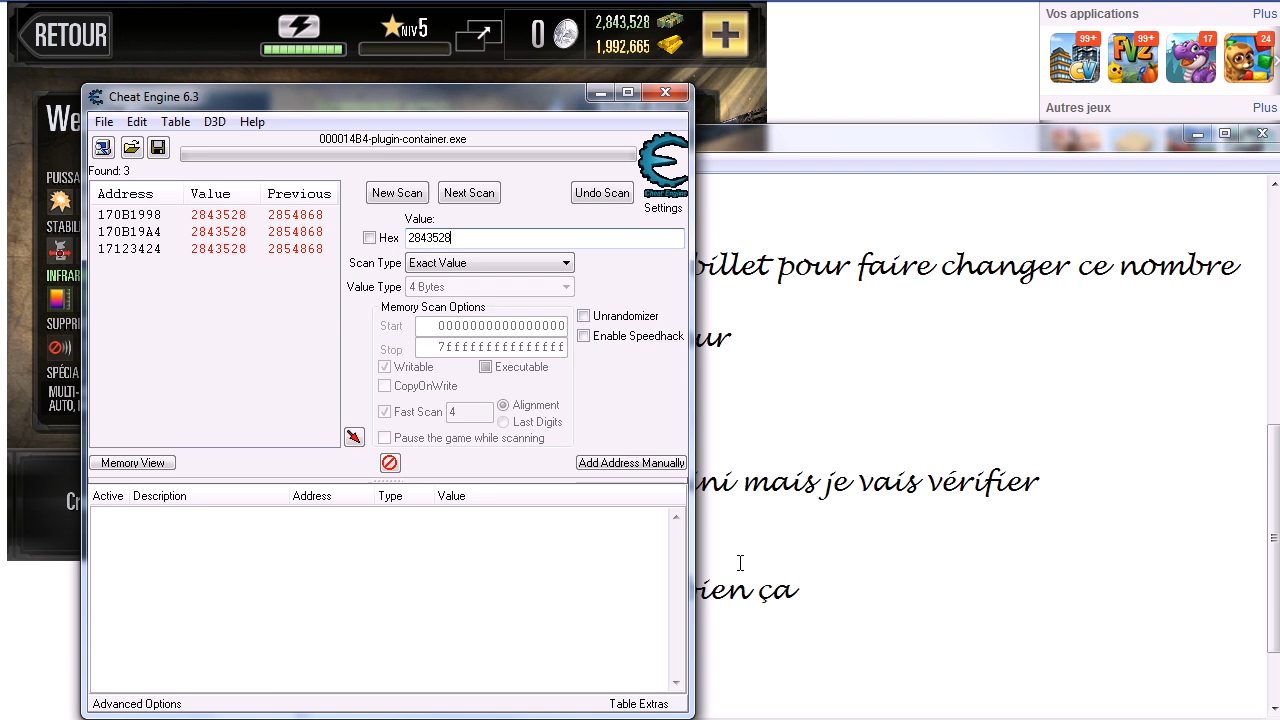 RETOUR
NIV 5
0
2,843,528
1,992,665
Vos applications
Plus
99+
99+
17
24
Autres jeux
Plus
We
PUISSA
STABIL
INFRAR
SUPPRI
SPÉCIA
MULTI-
AUTO, I
Cr
Cheat Engine 6.3
File Edit Table D3D Help
000014B4-plugin-container.exe
Found: 3
Address Value Previous
170B1998 2843528 2854868
170B19A4 2843528 2854868
17123424 2843528 2854868
New Scan Next Scan Undo Scan
Cheat Engine
Settings
Value:
Hex 2843528
Scan Type Exact Value
Value Type 4 Bytes
Memory Scan Options
Start 0000000000000000
Stop 7fffffffffffffff
Writable Executable
CopyOnWrite
Fast Scan 4 Alignment
Last Digits
Pause the game while scanning
Unrandomizer
Enable Speedhack
Memory View
Add Address Manually
Active Description Address Type Value
Advanced Options Table Extras
billet pour faire changer ce nombre
ur
ini mais je vais vérifier
bien ça